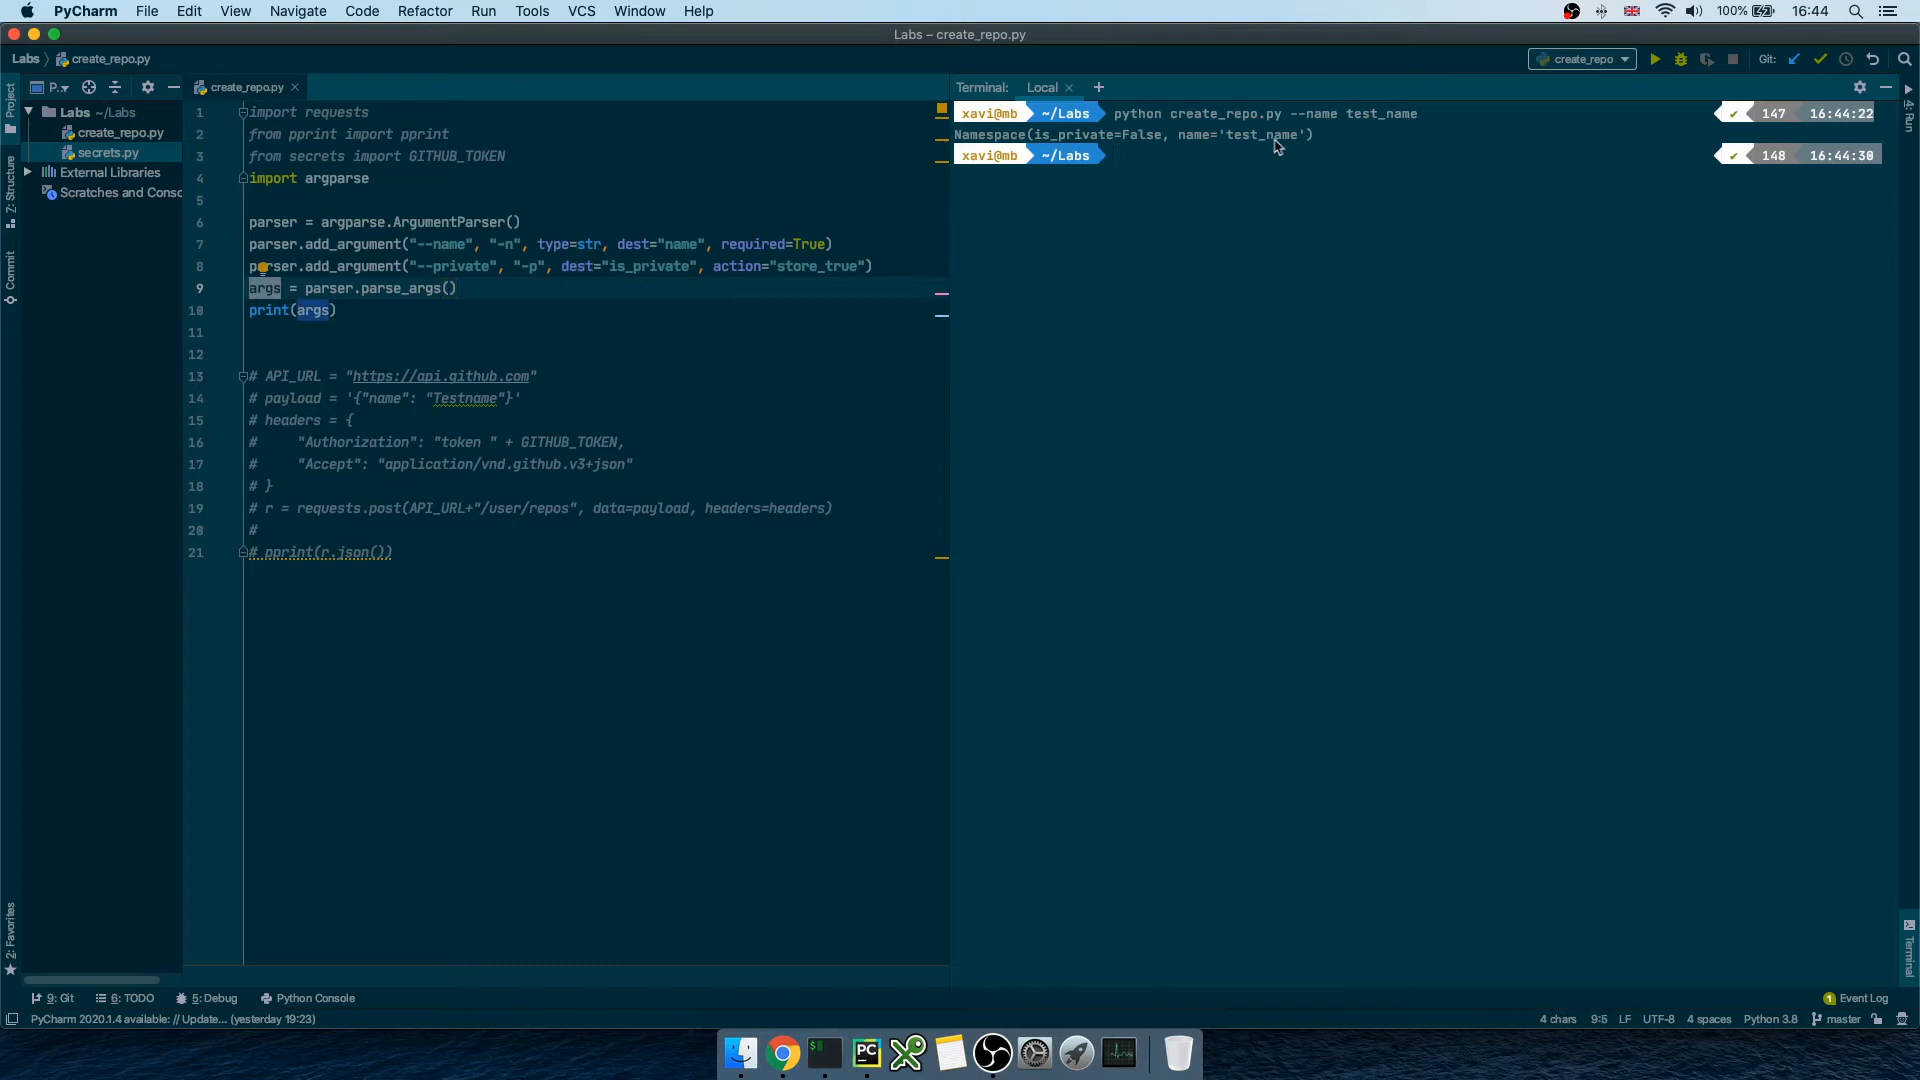 PyCharm File Edit View Navigate Code Refactor Run Tools VCS Window Help 100% 16:44
Labs – create_repo.py
Labs create_repo.py create_repo Git:
P.. create_repo.py Terminal: Local +
Project
Z: Structure
Commit
2: Favorites
Labs ~/Labs
create_repo.py
secrets.py
External Libraries
Scratches and Consc
1 import requests
2 from pprint import pprint
3 from secrets import GITHUB_TOKEN
4 import argparse
5
6 parser = argparse.ArgumentParser()
7 parser.add_argument("--name", "-n", type=str, dest="name", required=True)
8 parser.add_argument("--private", "-p", dest="is_private", action="store_true")
9 args = parser.parse_args()
10 print(args)
11
12
13 # API_URL = "https://api.github.com"
14 # payload = '{"name": "Testname"}'
15 # headers = {
16 #     "Authorization": "token " + GITHUB_TOKEN,
17 #     "Accept": "application/vnd.github.v3+json"
18 # }
19 # r = requests.post(API_URL+"/user/repos", data=payload, headers=headers)
20 #
21 # pprint(r.json())
xavi@mb ~/Labs python create_repo.py --name test_name ✔ 147 16:44:22
Namespace(is_private=False, name='test_name')
xavi@mb ~/Labs ✔ 148 16:44:30
4: Run
Terminal
9: Git 6: TODO 5: Debug Python Console 1 Event Log
PyCharm 2020.1.4 available: // Update... (yesterday 19:23) 4 chars 9:5 LF UTF-8 4 spaces Python 3.8 master
$
PC